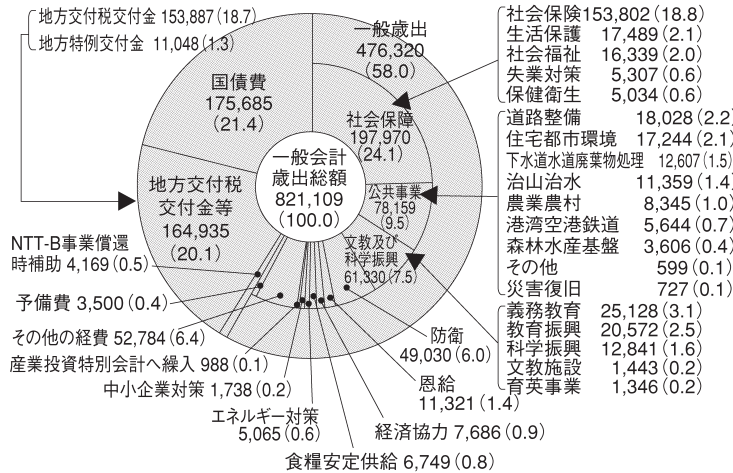 地方交付税交付金 153,887(18.7)
地方特例交付金 11,048(1.3)
一般歳出
476,320
(58.0)
国債費
175,685
(21.4)
社会保障
197,970
(24.1)
一般会計
歳出総額
821,109
(100.0)
地方交付税
交付金等
164,935
(20.1)
公共事業
78,159
(9.5)
文教及び
科学振興
61,330(7.5)
社会保険153,802(18.8)
生活保護 17,489(2.1)
社会福祉 16,339(2.0)
失業対策 5,307(0.6)
保健衛生 5,034(0.6)
道路整備 18,028(2.2)
住宅都市環境 17,244(2.1)
下水道水道廃棄物処理 12,607(1.5)
治山治水 11,359(1.4)
農業農村 8,345(1.0)
港湾空港鉄道 5,644(0.7)
森林水産基盤 3,606(0.4)
その他 599(0.1)
災害復旧 727(0.1)
義務教育 25,128(3.1)
教育振興 20,572(2.5)
科学振興 12,841(1.6)
文教施設 1,443(0.2)
育英事業 1,346(0.2)
NTT-B事業償還
時補助 4,169(0.5)
予備費 3,500(0.4)
その他の経費 52,784(6.4)
産業投資特別会計へ繰入 988(0.1)
中小企業対策 1,738(0.2)
エネルギー対策
5,065(0.6)
食糧安定供給 6,749(0.8)
経済協力 7,686(0.9)
恩給
11,321(1.4)
防衛
49,030(6.0)